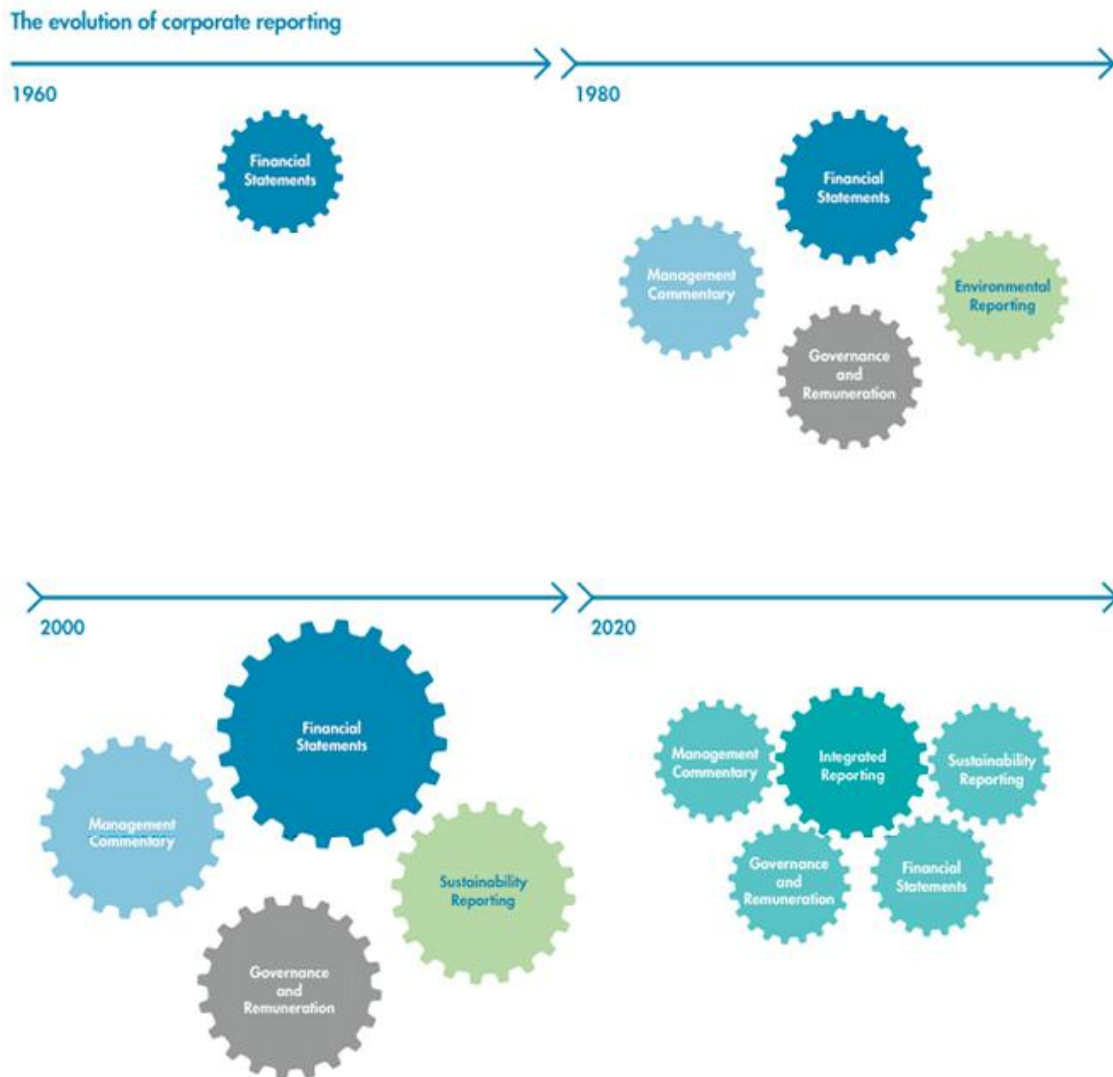 The evolution of corporate reporting
1960
Financial
Statements
1980
Financial
Statements
Management
Commentary
Environmental
Reporting
Governance
and
Remuneration
2000
Financial
Statements
Management
Commentary
Sustainability
Reporting
Governance
and
Remuneration
2020
Management
Commentary
Integrated
Reporting
Sustainability
Reporting
Governance
and
Remuneration
Financial
Statements